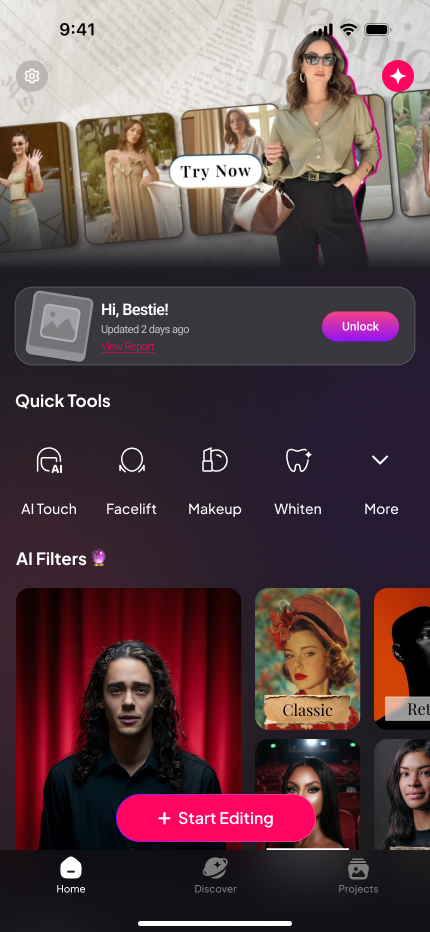 9:41
Try Now
Hi, Bestie!
Updated 2 days ago
View Report
Unlock
Quick Tools
AI
AI Touch
Facelift
Makeup
Whiten
More
AI Filters
Classic
Ret
Start Editing
Home
Discover
Projects